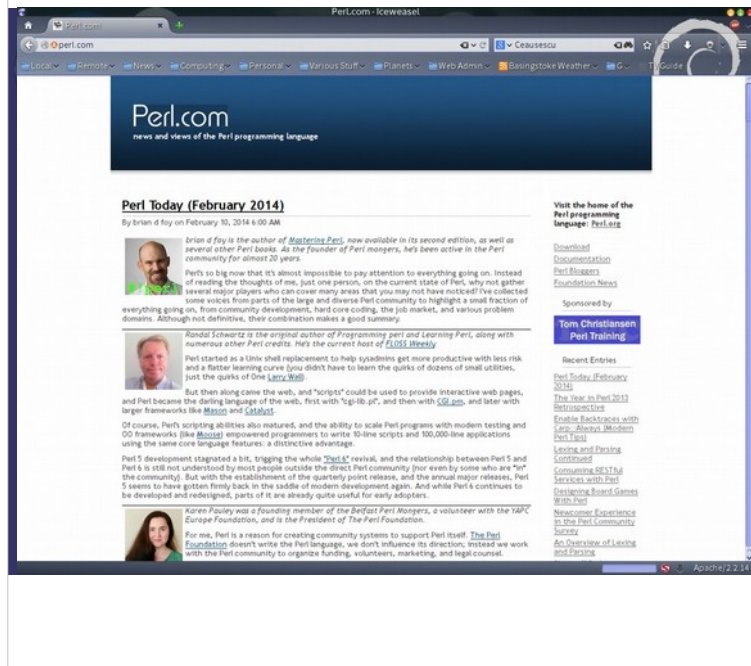 Perl.com - Iceweasel
Perl.com
perl.com
Ceausescu
Local Remote News Computing Personal Various Stuff Planets Web Admin Basingstoke Weather G TV Guide
Perl.com
news and views of the Perl programming language
Perl Today (February 2014)
By brian d foy on February 10, 2014 6:00 AM
brian d foy is the author of Mastering Perl, now available in its second edition, as well as
several other Perl books. As the founder of Perl mongers, he's been active in the Perl
community for almost 20 years.
Perl's so big now that it's almost impossible to pay attention to everything going on. Instead
of reading the thoughts of me, just one person, on the current state of Perl, why not gather
several major players who can cover many areas that you may not have noticed? I've collected
some voices from parts of the large and diverse Perl community to highlight a small fraction of
everything going on, from community development, hard core coding, the job market, and various problem
domains. Although not definitive, their combination makes a good summary.
Randal Schwartz is the original author of Programming perl and Learning Perl, along with
numerous other Perl credits. He's the current host of FLOSS Weekly.
Perl started as a Unix shell replacement to help sysadmins get more productive with less risk
and a flatter learning curve (you didn't have to learn the quirks of dozens of small utilities,
just the quirks of One Larry Wall).
But then along came the web, and "scripts" could be used to provide interactive web pages,
and Perl became the darling language of the web, first with "cgi-lib.pl", and then with CGI.pm, and later with
larger frameworks like Mason and Catalyst.
Of course, Perl's scripting abilities also matured, and the ability to scale Perl programs with modern testing and
OO frameworks (like Moose) empowered programmers to write 10-line scripts and 100,000-line applications
using the same core language features: a distinctive advantage.
Perl 5 development stagnated a bit, trigging the whole "Perl 6" revival, and the relationship between Perl 5 and
Perl 6 is still not understood by most people outside the direct Perl community (nor even by some who are *in*
the community). But with the establishment of the quarterly point release, and the annual major releases, Perl
5 seems to have gotten firmly back in the saddle of modern development again. And while Perl 6 continues to
be developed and redesigned, parts of it are already quite useful for early adopters.
Karen Pauley was a founding member of the Belfast Perl Mongers, a volunteer with the YAPC
Europe Foundation, and is the President of The Perl Foundation.
For me, Perl is a reason for creating community systems to support Perl itself. The Perl
Foundation doesn't write the Perl language, we don't influence its direction; instead we work
with the Perl community to organize funding, volunteers, marketing, and legal counsel.
Visit the home of the
Perl programming
language: Perl.org
Download
Documentation
Perl Bloggers
Foundation News
Sponsored by
Tom Christiansen
Perl Training
Recent Entries
Perl Today (February
2014)
The Year in Perl 2013
Retrospective
Enable Backtraces with
Carp::Always (Modern
Perl Tips)
Lexing and Parsing
Continued
Consuming RESTful
Services with Perl
Designing Board Games
With Perl
Newcomer Experience
in the Perl Community
Survey
An Overview of Lexing
and Parsing
Apache/2.2.14